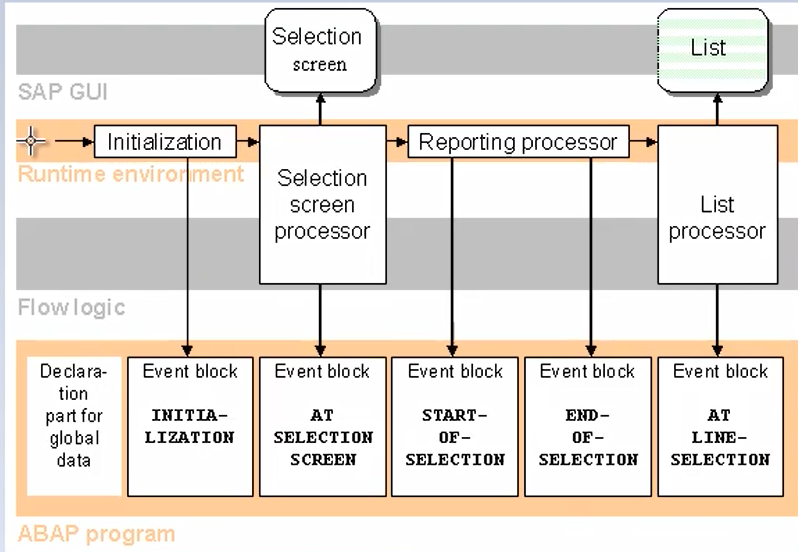 Selection
screen
List
SAP GUI
Initialization
Reporting processor
Runtime environment
Selection
screen
processor
List
processor
Flow logic
Declara-
tion
part for
global
data
Event block
INITIA-
LIZATION
Event block
AT
SELECTION
SCREEN
Event block
START-
OF-
SELECTION
Event block
END-
OF-
SELECTION
Event block
AT
LINE-
SELECTION
ABAP program